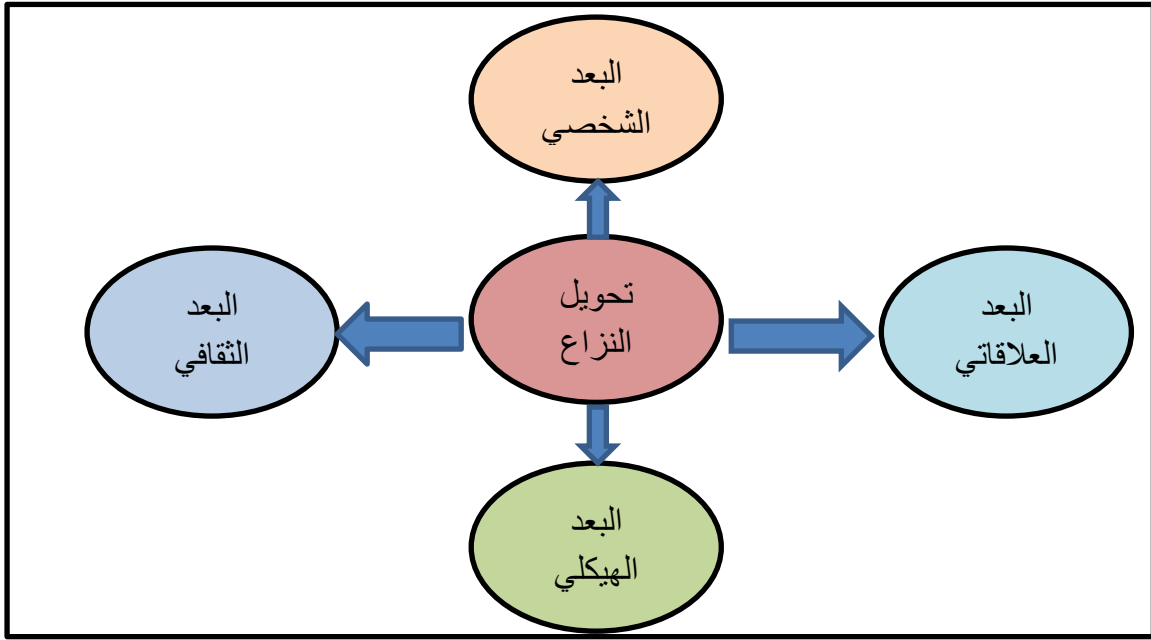 البعد
الشخصي
البعد
العلاقاتي
تحويل
النزاع
البعد
الثقافي
البعد
الهيكلي